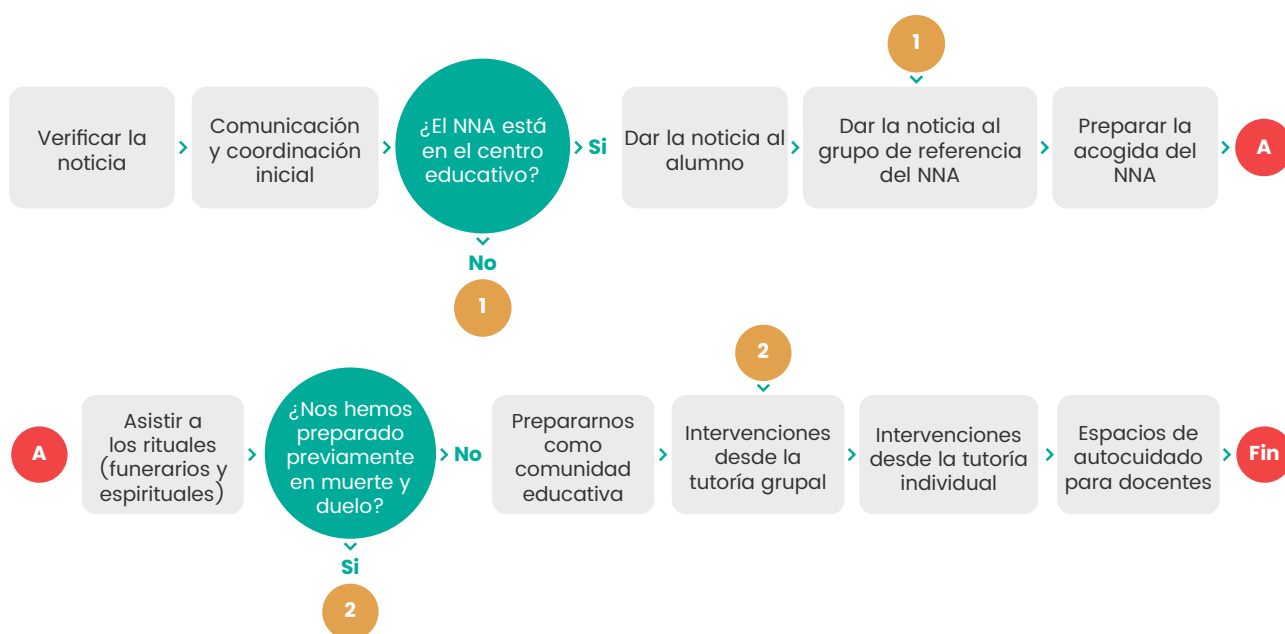 1
Verificar la
noticia
Comunicación
y coordinación
inicial
¿El NNA está
en el centro
educativo?
Si
Dar la noticia al
alumno
Dar la noticia al
grupo de referencia
del NNA
Preparar la
acogida del
NNA
A
No
1
2
A
Asistir a
los rituales
(funerarios y
espirituales)
¿Nos hemos
preparado
previamente
en muerte y
duelo?
No
Prepararnos
como
comunidad
educativa
Intervenciones
desde la
tutoría grupal
Intervenciones
desde la tutoría
individual
Espacios de
autocuidado
para docentes
Fin
Si
2